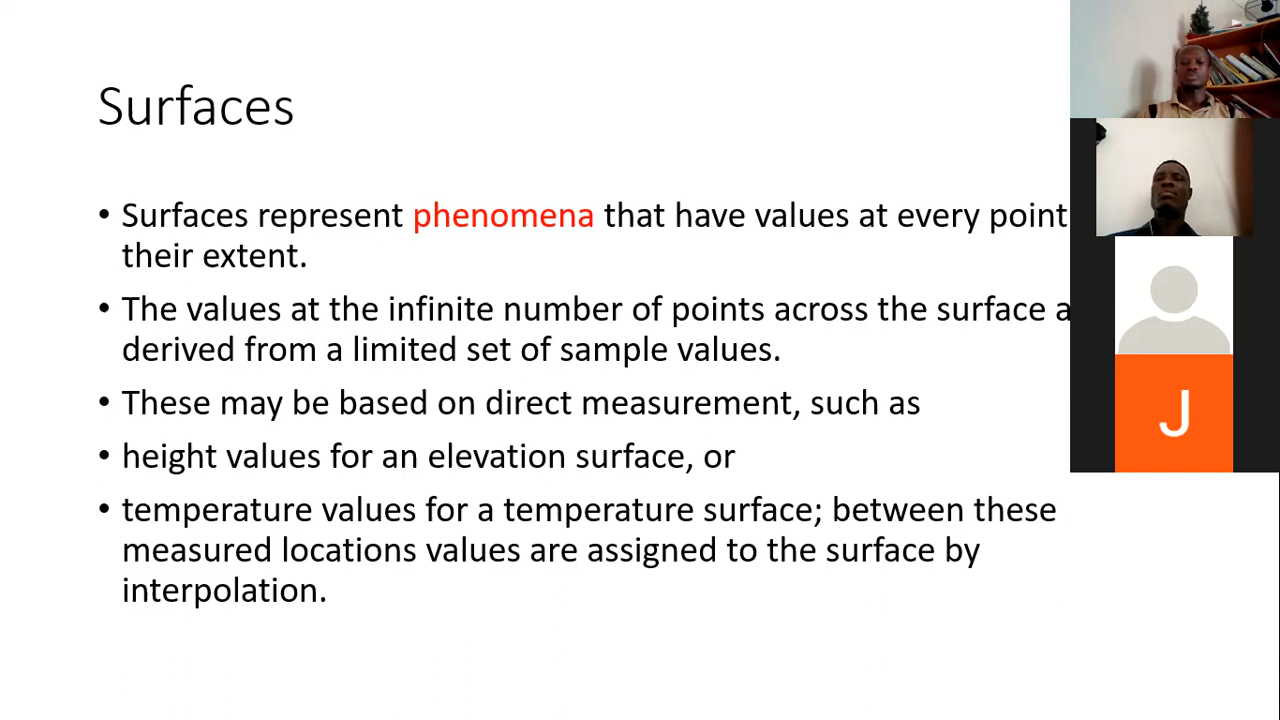 Surfaces
• Surfaces represent phenomena that have values at every point
their extent.
• The values at the infinite number of points across the surface a
derived from a limited set of sample values.
• These may be based on direct measurement, such as
• height values for an elevation surface, or
• temperature values for a temperature surface; between these
measured locations values are assigned to the surface by
interpolation.
J